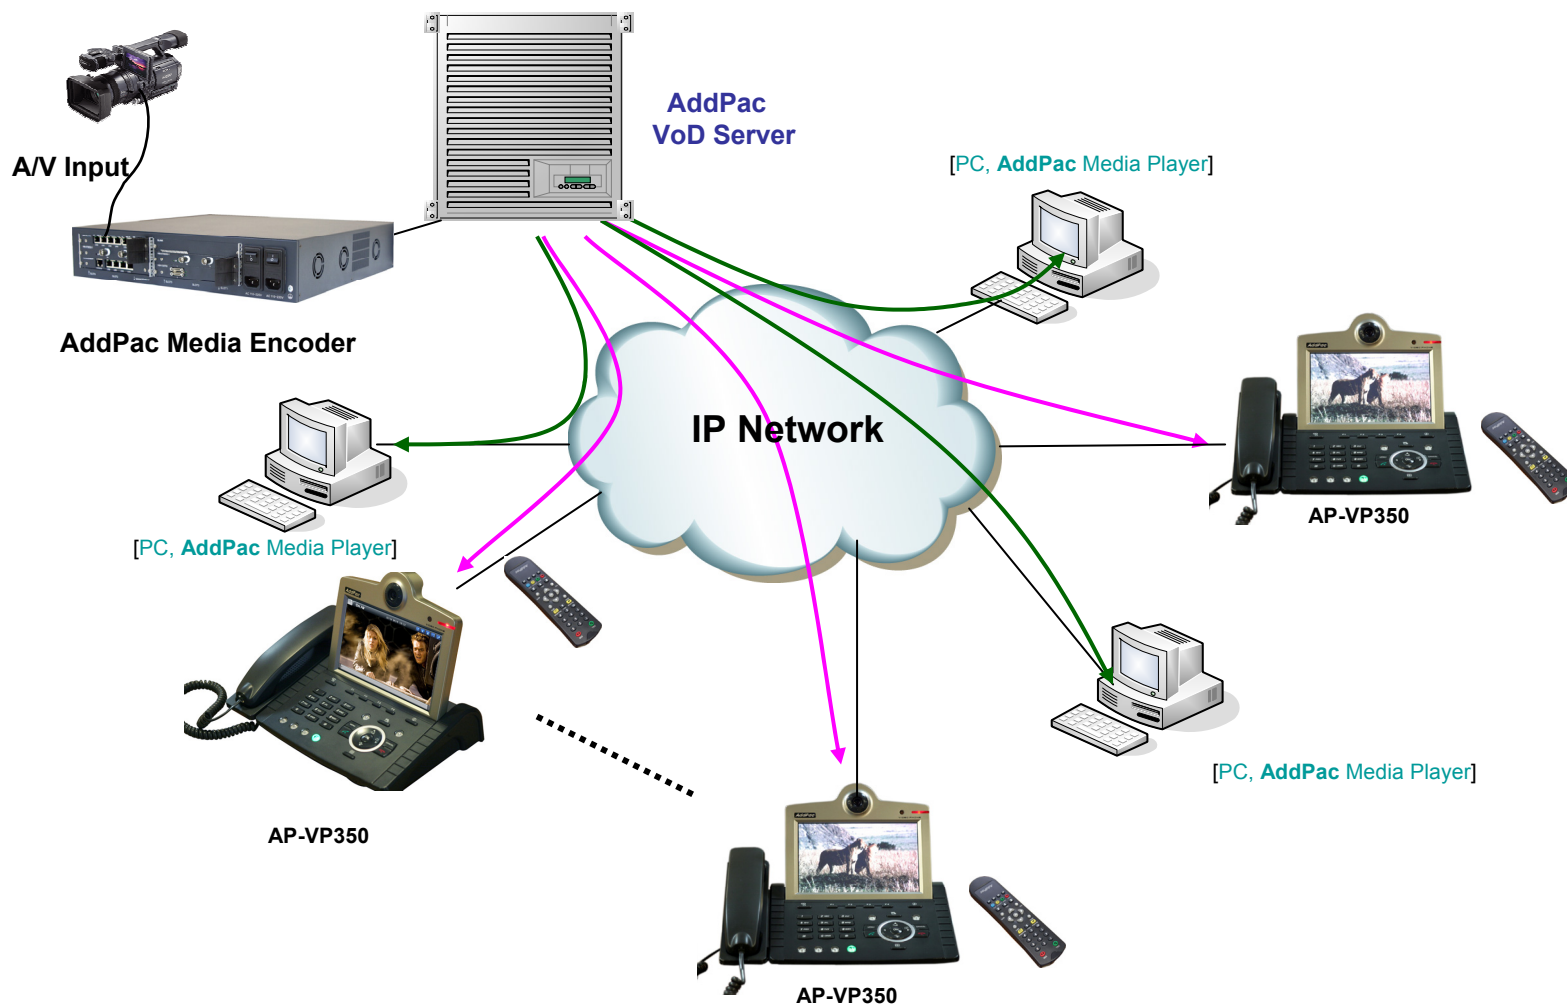 AddPac
VoD Server
A/V Input
[PC, AddPac Media Player]
AddPac Media Encoder
IP Network
AP-VP350
[PC, AddPac Media Player]
[PC, AddPac Media Player]
AP-VP350
AP-VP350